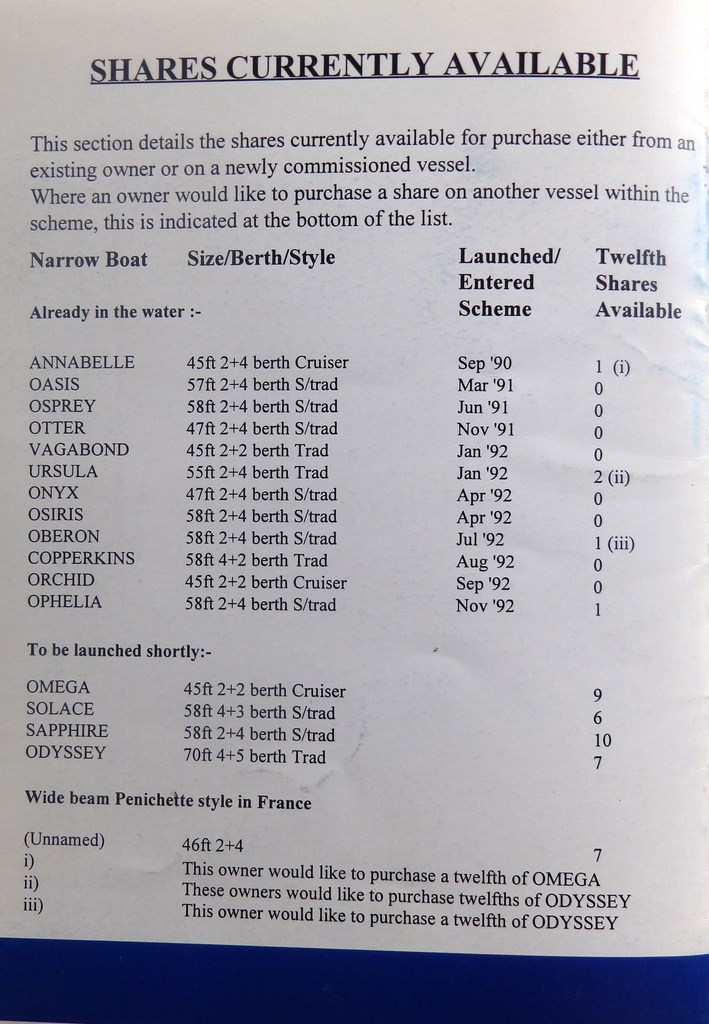 SHARES CURRENTLY AVAILABLE
This section details the shares currently available for purchase either from an
existing owner or on a newly commissioned vessel.
Where an owner would like to purchase a share on another vessel within the
scheme, this is indicated at the bottom of the list.
Narrow Boat Size/Berth/Style Launched/ Twelfth
Entered Shares
Already in the water :- Scheme Available
ANNABELLE 45ft 2+4 berth Cruiser Sep '90 1 (i)
OASIS 57ft 2+4 berth S/trad Mar '91 0
OSPREY 58ft 2+4 berth S/trad Jun '91 0
OTTER 47ft 2+4 berth S/trad Nov '91 0
VAGABOND 45ft 2+2 berth Trad Jan '92 0
URSULA 55ft 2+4 berth Trad Jan '92 2 (ii)
ONYX 47ft 2+4 berth S/trad Apr '92 0
OSIRIS 58ft 2+4 berth S/trad Apr '92 0
OBERON 58ft 2+4 berth S/trad Jul '92 1 (iii)
COPPERKINS 58ft 4+2 berth Trad Aug '92 0
ORCHID 45ft 2+2 berth Cruiser Sep '92 0
OPHELIA 58ft 2+4 berth S/trad Nov '92 1
To be launched shortly:-
OMEGA 45ft 2+2 berth Cruiser 9
SOLACE 58ft 4+3 berth S/trad 6
SAPPHIRE 58ft 2+4 berth S/trad 10
ODYSSEY 70ft 4+5 berth Trad 7
Wide beam Penichette style in France
(Unnamed) 46ft 2+4 7
i) This owner would like to purchase a twelfth of OMEGA
ii) These owners would like to purchase twelfths of ODYSSEY
iii) This owner would like to purchase a twelfth of ODYSSEY